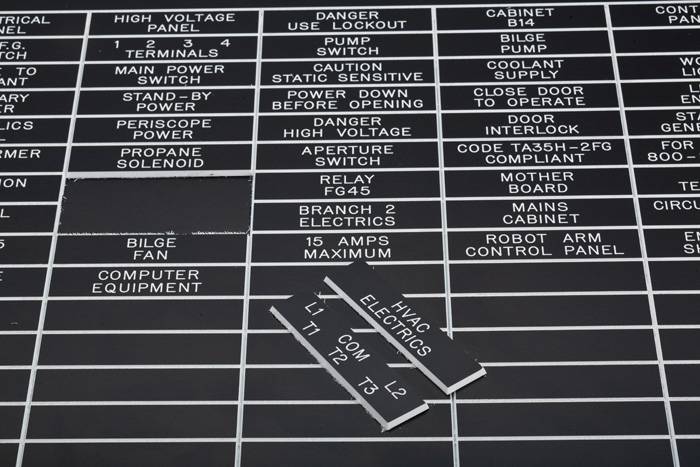 HIGH VOLTAGE
PANEL
1 2 3 4
TERMINALS
MAIN POWER
SWITCH
STAND-BY
POWER
PERISCOPE
POWER
PROPANE
SOLENOID
BILGE
FAN
COMPUTER
EQUIPMENT
DANGER
USE LOCKOUT
PUMP
SWITCH
CAUTION
STATIC SENSITIVE
POWER DOWN
BEFORE OPENING
DANGER
HIGH VOLTAGE
APERTURE
SWITCH
RELAY
FG45
BRANCH 2
ELECTRICS
15 AMPS
MAXIMUM
CABINET
B14
BILGE
PUMP
COOLANT
SUPPLY
CLOSE DOOR
TO OPERATE
DOOR
INTERLOCK
CODE TA35H-2FG
COMPLIANT
MOTHER
BOARD
MAINS
CABINET
ROBOT ARM
CONTROL PANEL
FOR
800-
HVAC
ELECTRICS
L1 COM L2
T1 T2 T3